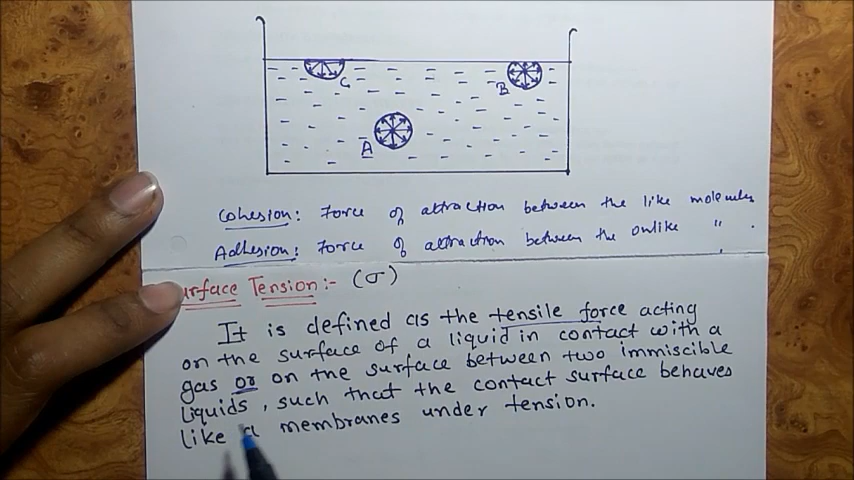 C
B
A
Cohesion: Force of attraction between the like molecules
Adhesion: Force of attraction between the unlike " .
urface Tension:- (σ)
It is defined as the tensile force acting
on the surface of a liquid in contact with a
gas or on the surface between two immiscible
liquids, such that the contact surface behaves
like a membranes under tension.